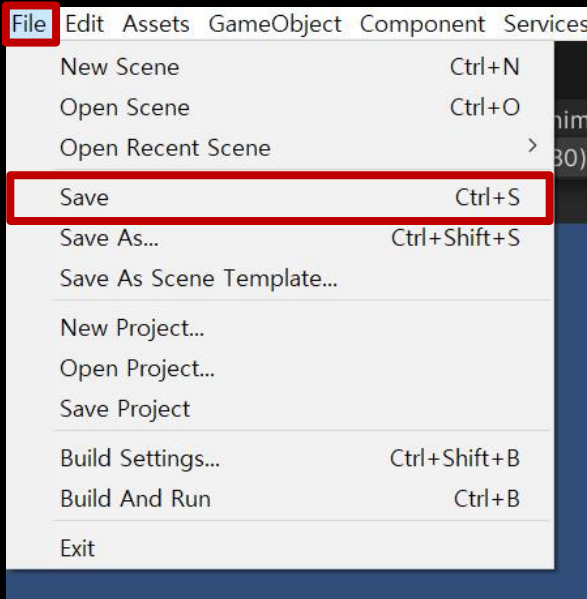 File Edit Assets GameObject Component Services
New Scene Ctrl+N
Open Scene Ctrl+O
Open Recent Scene >
Save Ctrl+S
Save As... Ctrl+Shift+S
Save As Scene Template...
New Project...
Open Project...
Save Project
Build Settings... Ctrl+Shift+B
Build And Run Ctrl+B
Exit
nim
30)